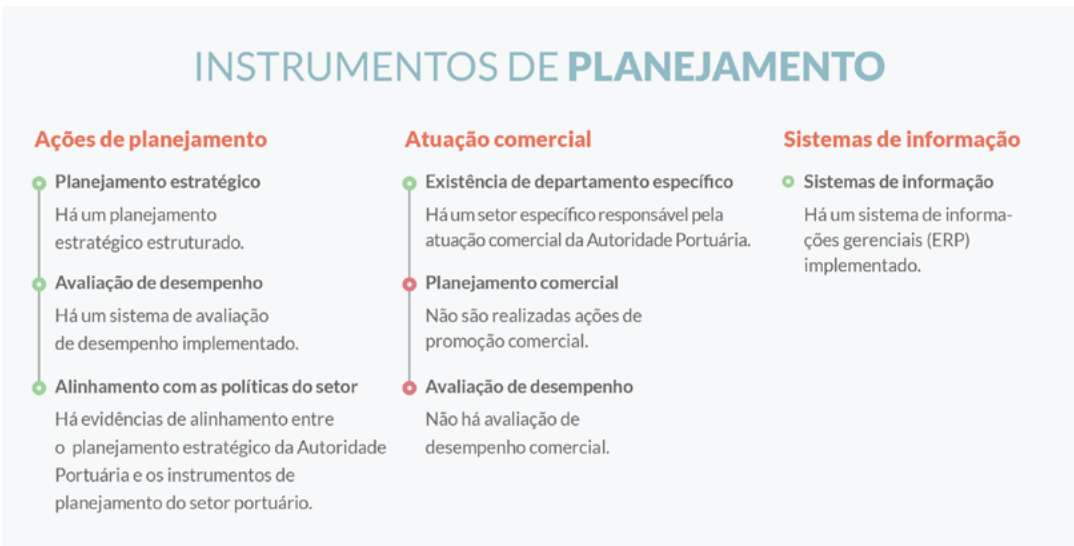 INSTRUMENTOS DE PLANEJAMENTO
Ações de planejamento
Planejamento estratégico
Há um planejamento
estratégico estruturado.
Avaliação de desempenho
Há um sistema de avaliação
de desempenho implementado.
Alinhamento com as políticas do setor
Há evidências de alinhamento entre
o planejamento estratégico da Autoridade
Portuária e os instrumentos de
planejamento do setor portuário.
Atuação comercial
Existência de departamento específico
Há um setor específico responsável pela
atuação comercial da Autoridade Portuária.
Planejamento comercial
Não são realizadas ações de
promoção comercial.
Avaliação de desempenho
Não há avaliação de
desempenho comercial.
Sistemas de informação
Sistemas de informação
Há um sistema de informa-
ções gerenciais (ERP)
implementado.